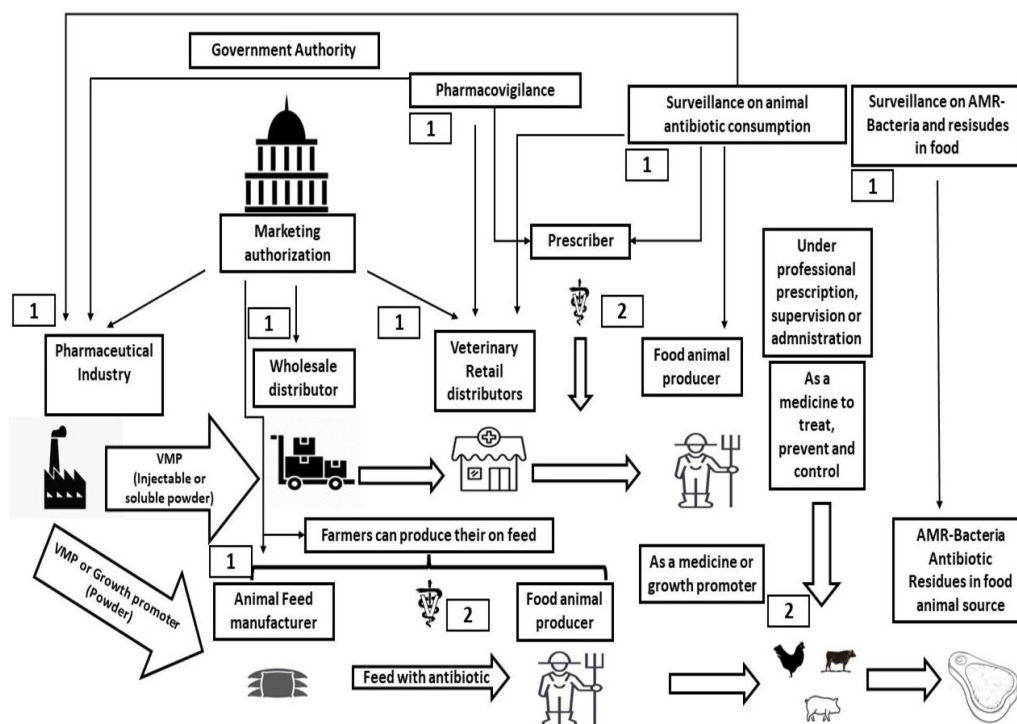 Government Authority
Pharmacovigilance
1
Surveillance on animal
antibiotic consumption
1
Surveillance on AMR-
Bacteria and resisudes
in food
1
Marketing
authorization
Prescriber
2
Under
professional
prescription,
supervision or
admnistration
1
Pharmaceutical
Industry
1
Wholesale
distributor
1
Veterinary
Retail
distributors
Food animal
producer
As a
medicine to
treat,
prevent and
control
VMP
(Injectable or
soluble powder)
Farmers can produce their on feed
VMP or Growth promoter
(Powder)
1
Animal Feed
manufacturer
2
Food animal
producer
As a medicine or
growth promoter
2
AMR-Bacteria
Antibiotic
Residues in food
animal source
Feed with antibiotic